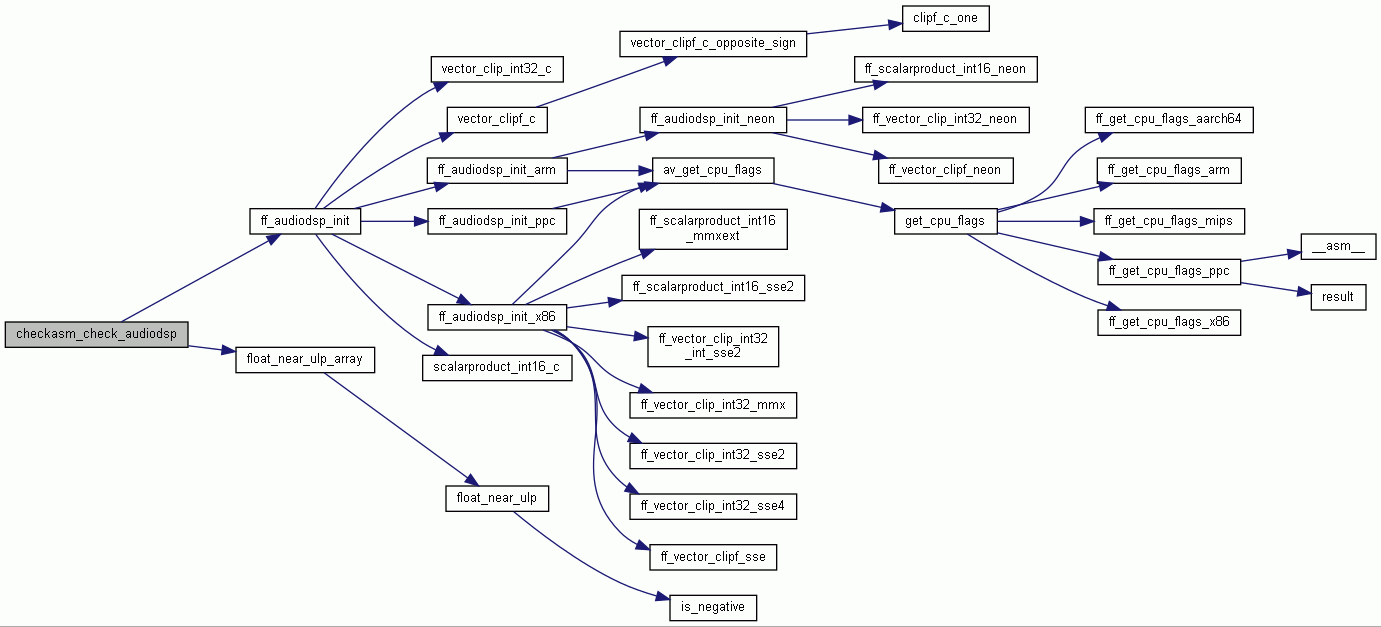 clipf_c_one
vector_clipf_c_opposite_sign
vector_clip_int32_c
ff_scalarproduct_int16_neon
vector_clipf_c
ff_audiodsp_init_neon
ff_vector_clip_int32_neon
ff_get_cpu_flags_aarch64
ff_audiodsp_init_arm
av_get_cpu_flags
ff_vector_clipf_neon
ff_get_cpu_flags_arm
ff_audiodsp_init
ff_audiodsp_init_ppc
ff_scalarproduct_int16
_mmxext
get_cpu_flags
ff_get_cpu_flags_mips
__asm__
ff_get_cpu_flags_ppc
ff_scalarproduct_int16_sse2
result
ff_audiodsp_init_x86
ff_get_cpu_flags_x86
checkasm_check_audiodsp
ff_vector_clip_int32
_int_sse2
float_near_ulp_array
scalarproduct_int16_c
ff_vector_clip_int32_mmx
ff_vector_clip_int32_sse2
float_near_ulp
ff_vector_clip_int32_sse4
ff_vector_clipf_sse
is_negative